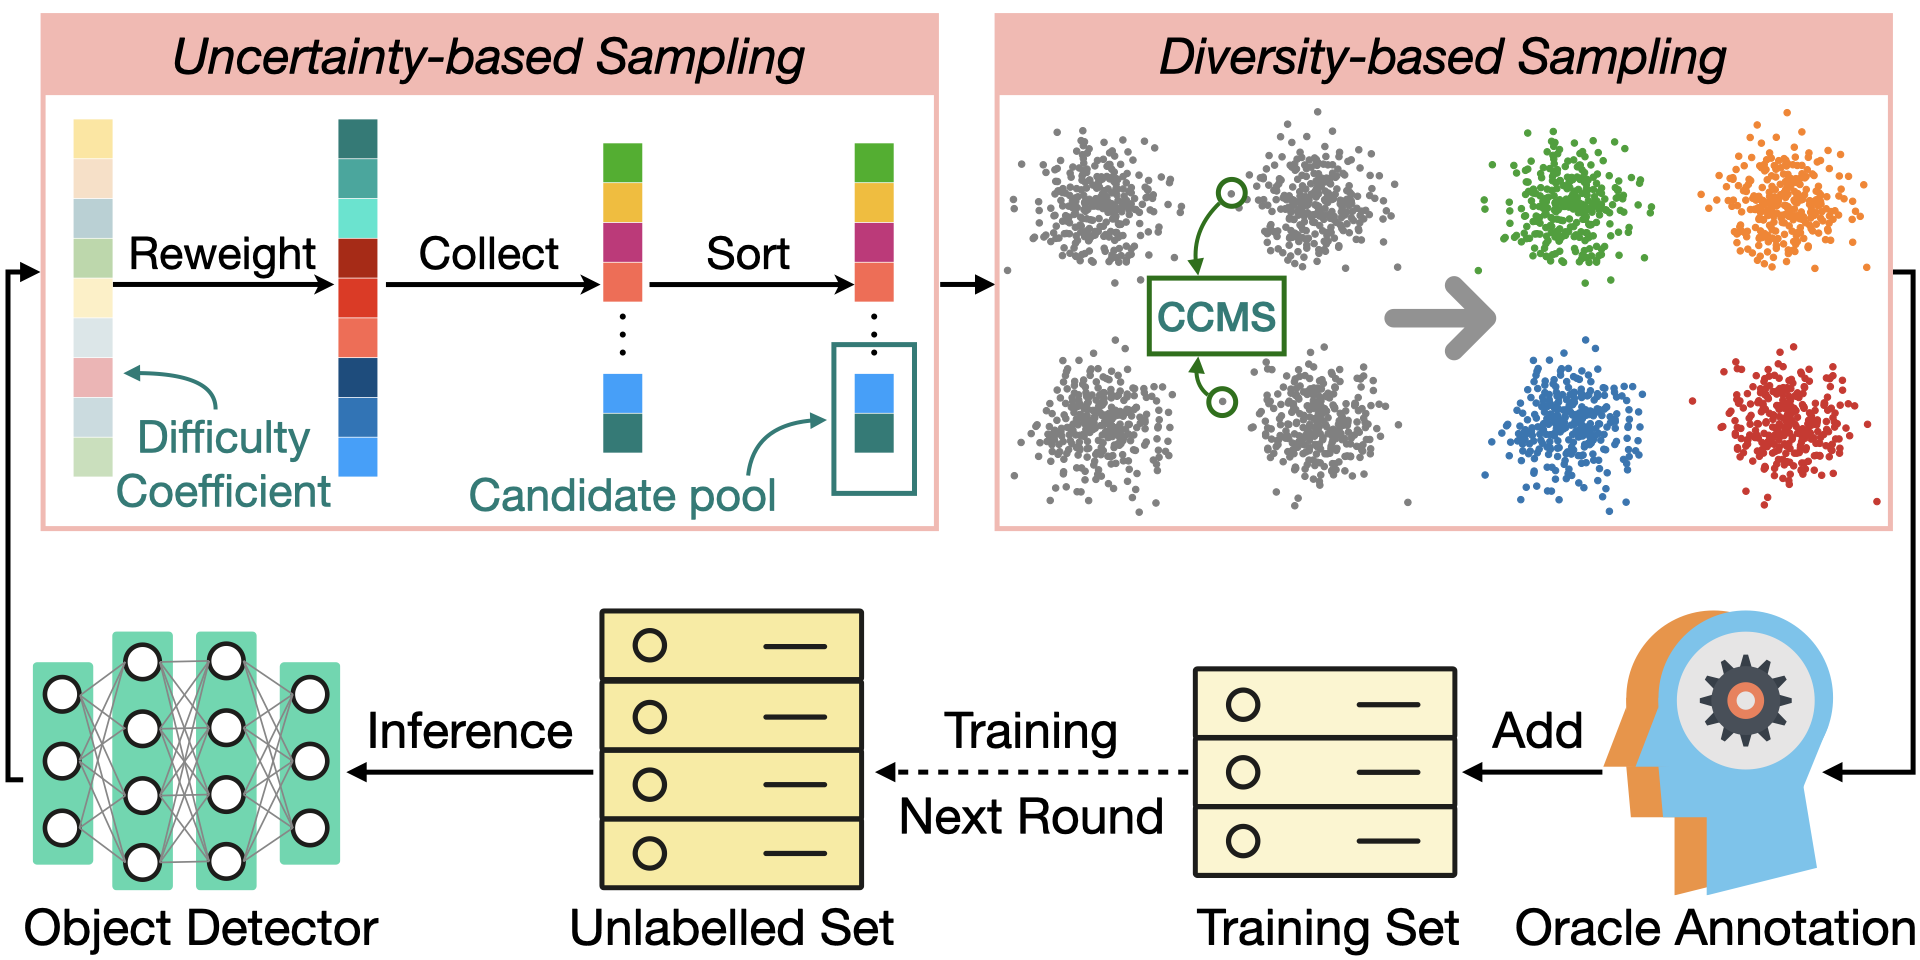 Uncertainty-based Sampling
Diversity-based Sampling
Reweight
Collect
Sort
Difficulty
Coefficient
Candidate pool
CCMS
Inference
Training
Next Round
Add
Object Detector
Unlabelled Set
Training Set
Oracle Annotation